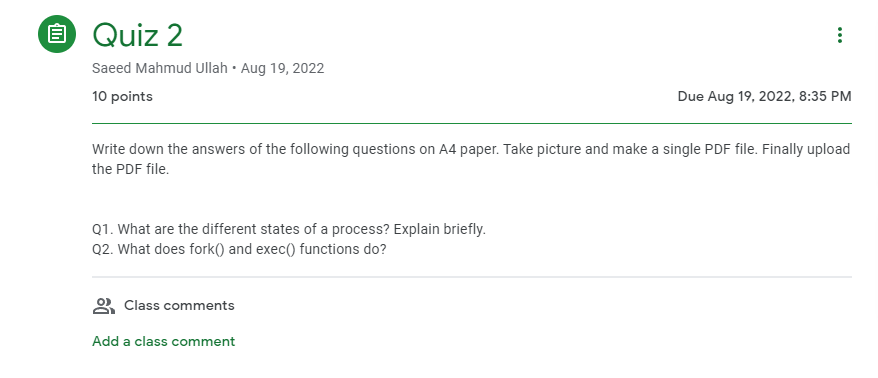 Quiz 2
Saeed Mahmud Ullah • Aug 19, 2022
10 points
Due Aug 19, 2022, 8:35 PM
Write down the answers of the following questions on A4 paper. Take picture and make a single PDF file. Finally upload
the PDF file.
Q1. What are the different states of a process? Explain briefly.
Q2. What does fork() and exec() functions do?
Class comments
Add a class comment